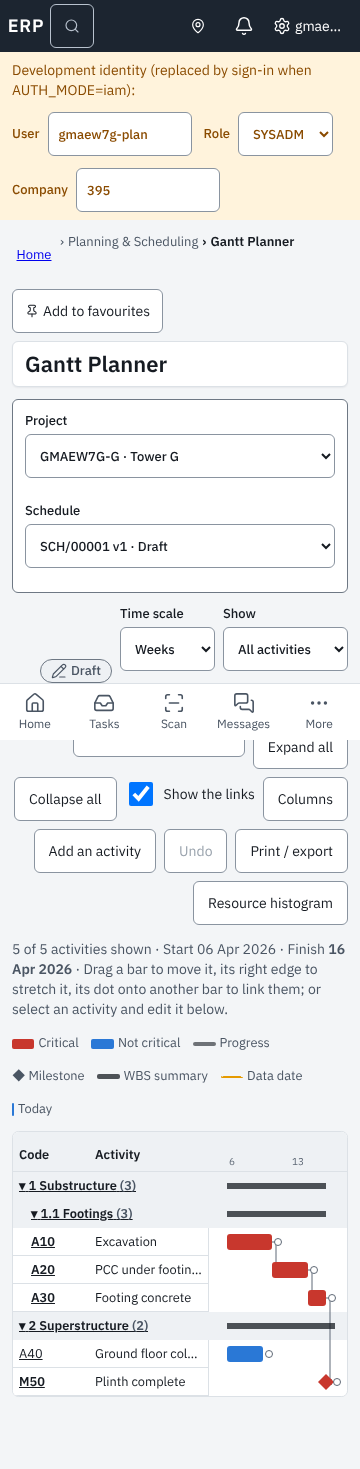 ERP
gmae...
Development identity (replaced by sign-in when
AUTH_MODE=iam):
User gmaew7g-plan Role SYSADM
Company 395
› Planning & Scheduling › Gantt Planner
Home
Add to favourites
Gantt Planner
Project
GMAEW7G-G · Tower G
Schedule
SCH/00001 v1 · Draft
Time scale Show
Weeks All activities
Draft
Home Tasks Scan Messages More
Expand all
Collapse all Show the links Columns
Add an activity Undo Print / export
Resource histogram
5 of 5 activities shown · Start 06 Apr 2026 · Finish 16
Apr 2026 · Drag a bar to move it, its right edge to
stretch it, its dot onto another bar to link them; or
select an activity and edit it below.
Critical Not critical Progress
Milestone WBS summary Data date
Today
Code Activity 6 13
▾ 1 Substructure (3)
▾ 1.1 Footings (3)
A10 Excavation
A20 PCC under footin...
A30 Footing concrete
▾ 2 Superstructure (2)
A40 Ground floor col...
M50 Plinth complete